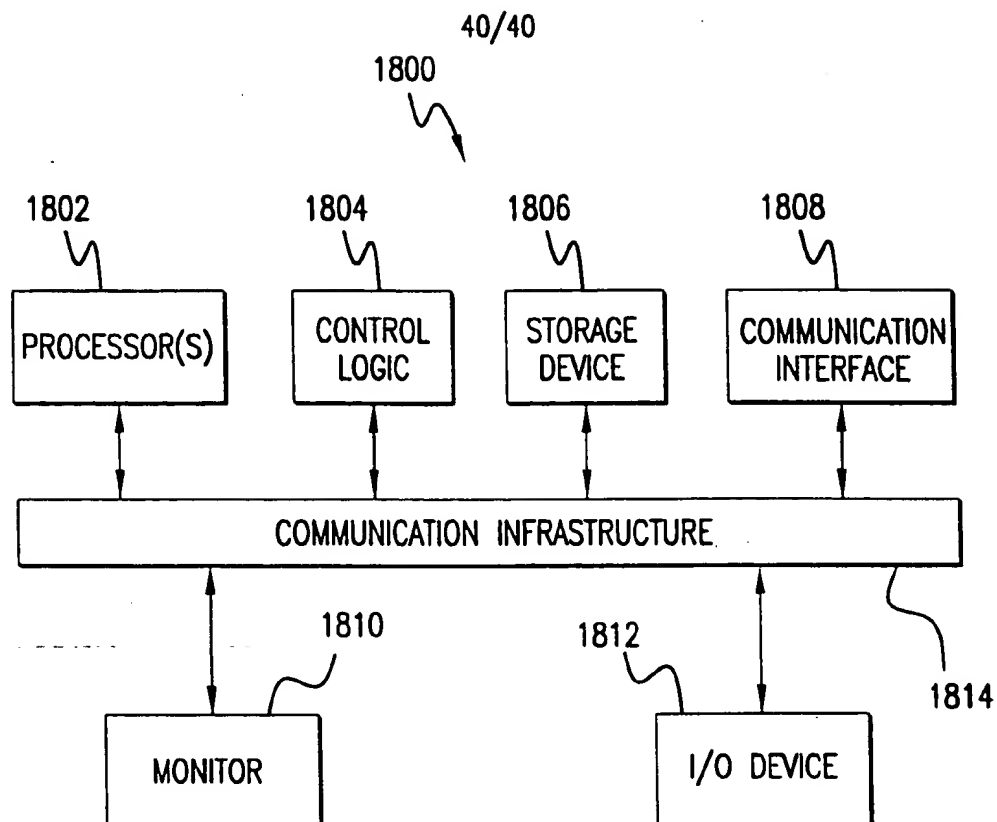 40/40
1800
1802
1804
1806
1808
PROCESSOR(S)
CONTROL
LOGIC
STORAGE
DEVICE
COMMUNICATION
INTERFACE
COMMUNICATION INFRASTRUCTURE
1810
1812
1814
MONITOR
I/O DEVICE